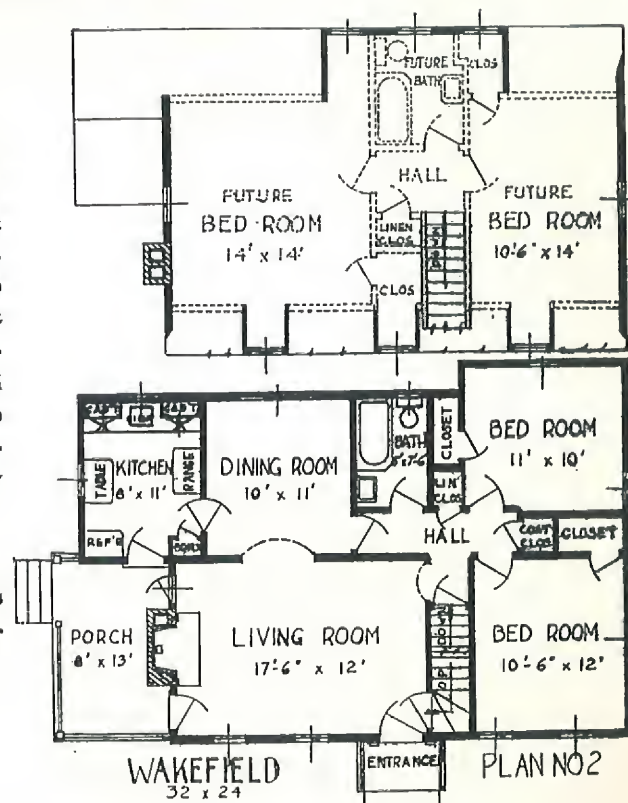 FUTURE
BATH
CLOS
HALL
FUTURE
BED ROOM
14' x 14'
LINEN
CLOS
CLOS
FUTURE
BED ROOM
10'-6" x 14'
SINK
KITCHEN
8' x 11'
TABLE
RANGE
REF'R
DINING ROOM
10' x 11'
BATH
CLOSET
LIN
CLOS
BED ROOM
11' x 10'
HALL
COAT
CLOS
CLOSET
PORCH
8' x 13'
LIVING ROOM
17'-6" x 12'
DOWN
UP
BED ROOM
10'-6" x 12'
ENTRANCE
WAKEFIELD
32 x 24
PLAN NO 2